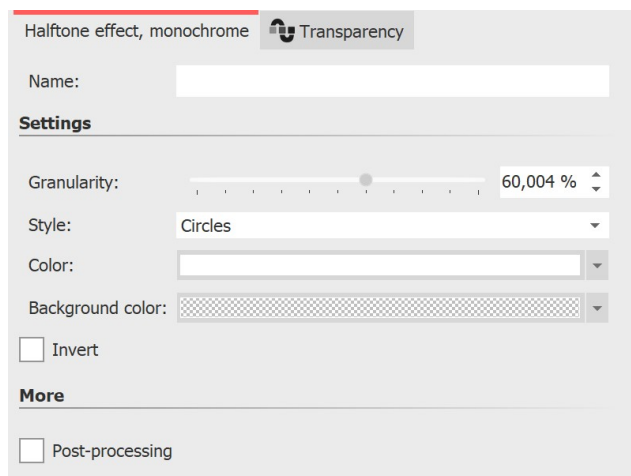 Halftone effect, monochrome Transparency
Name:
Settings
Granularity: 60,004 %
Style: Circles
Color:
Background color:
Invert
More
Post-processing